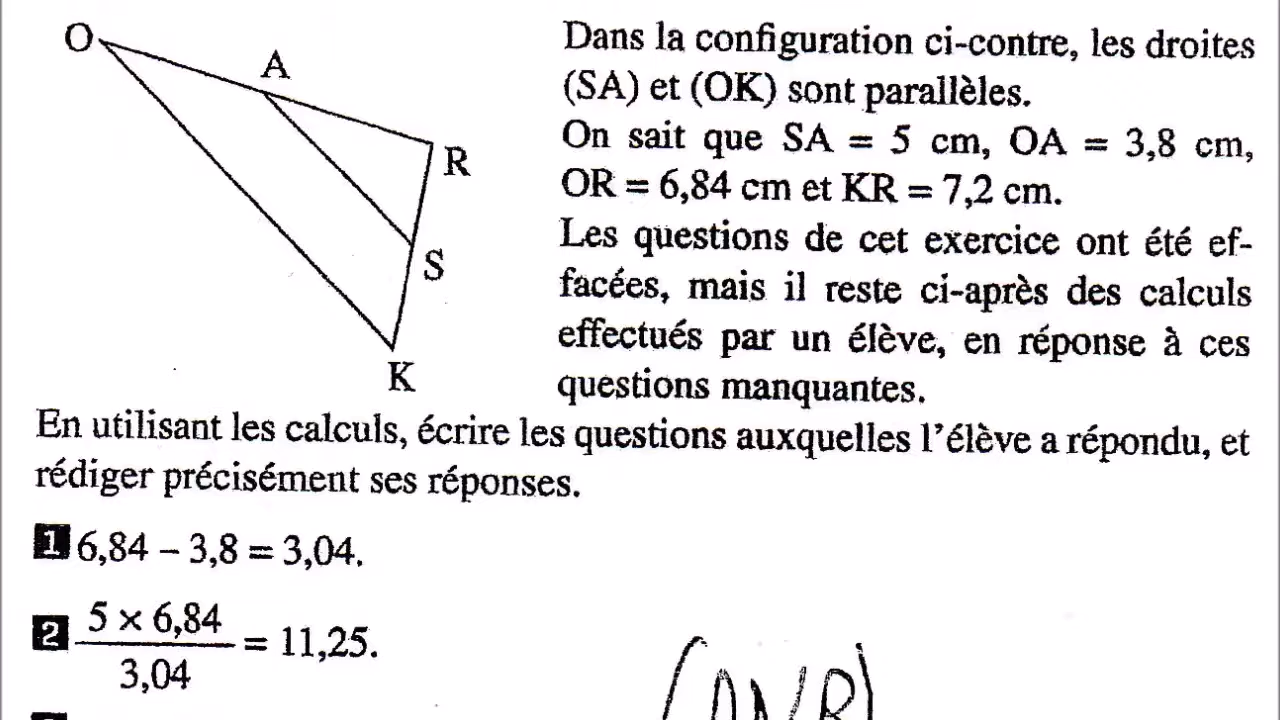 O
A
R
S
K
Dans la configuration ci-contre, les droites
(SA) et (OK) sont parallèles.
On sait que SA = 5 cm, OA = 3,8 cm,
OR = 6,84 cm et KR = 7,2 cm.
Les questions de cet exercice ont été ef-
facées, mais il reste ci-après des calculs
effectués par un élève, en réponse à ces
questions manquantes.
En utilisant les calculs, écrire les questions auxquelles l'élève a répondu, et
rédiger précisément ses réponses.
1 6,84 – 3,8 = 3,04.
2 5 × 6,84
3,04
= 11,25.